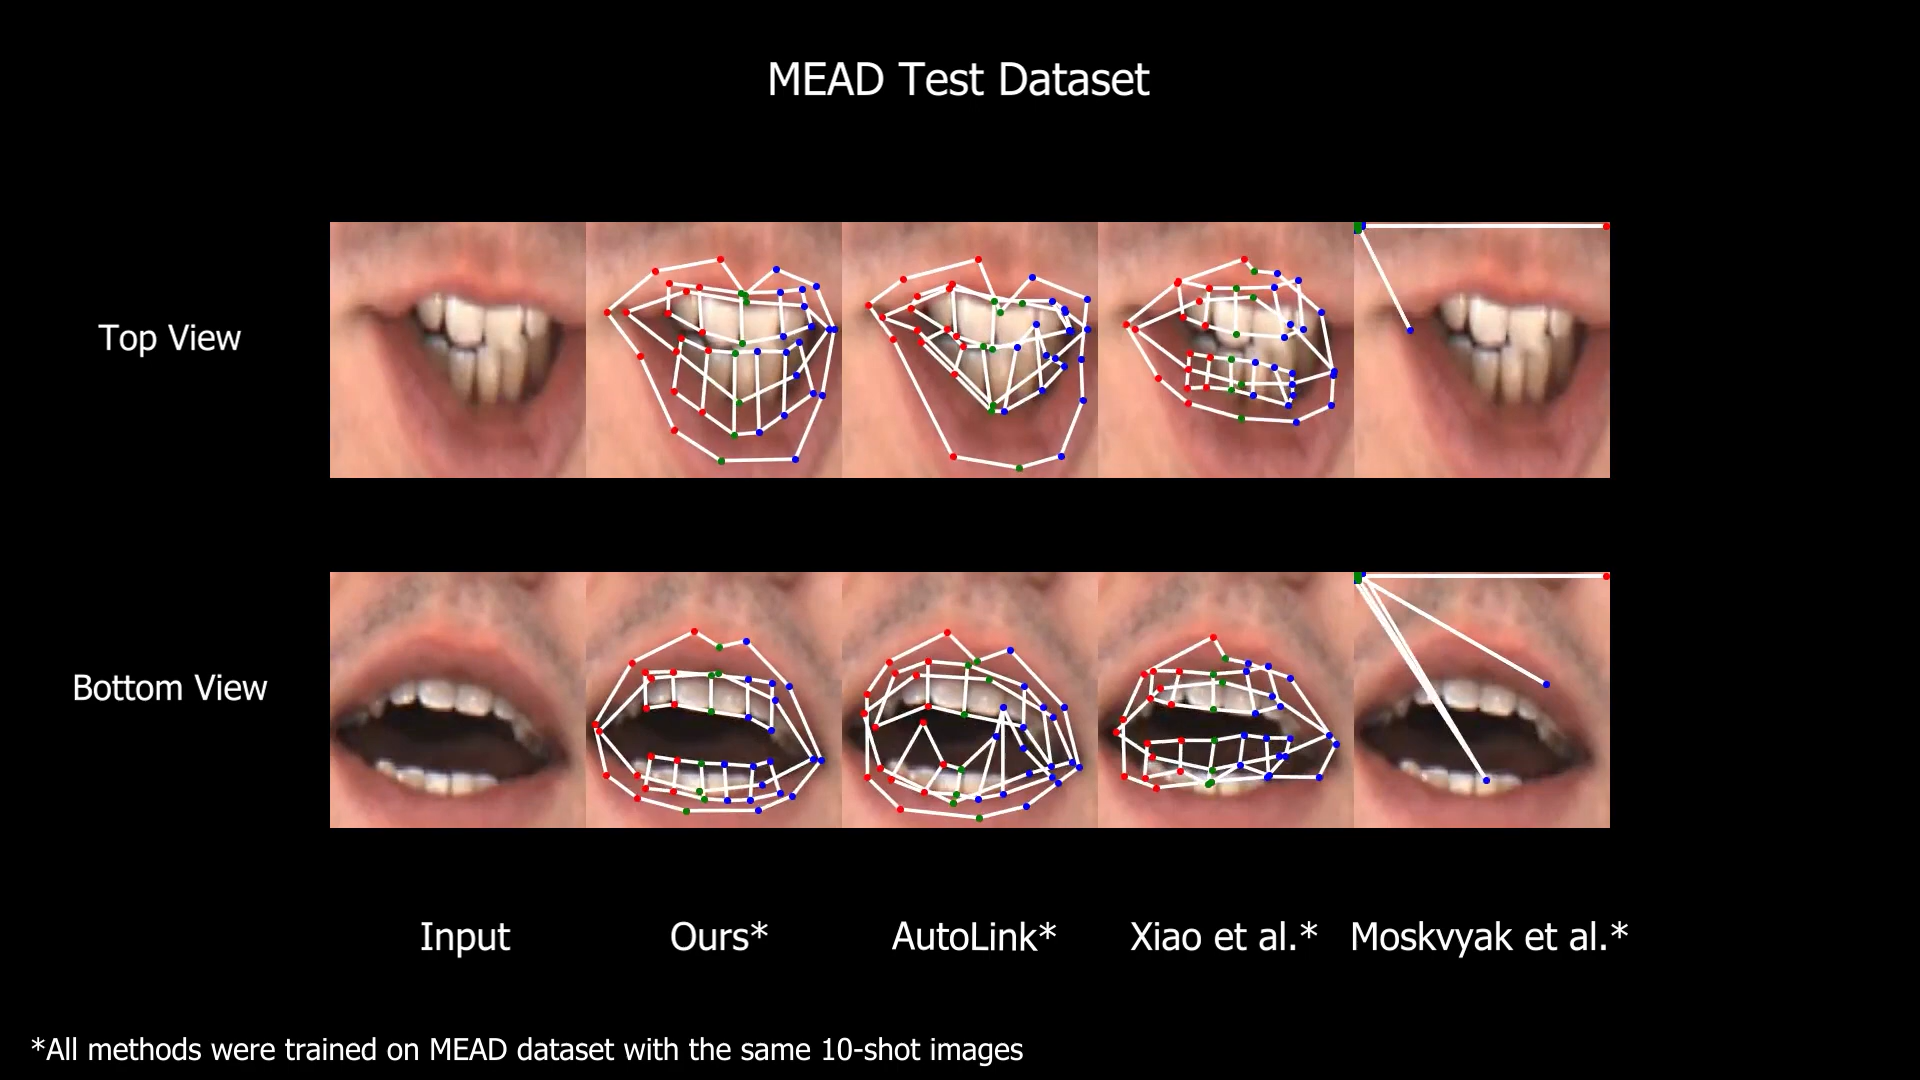 MEAD Test Dataset
Top View
Bottom View
Input
Ours*
AutoLink*
Xiao et al.*
Moskvyak et al.*
*All methods were trained on MEAD dataset with the same 10-shot images